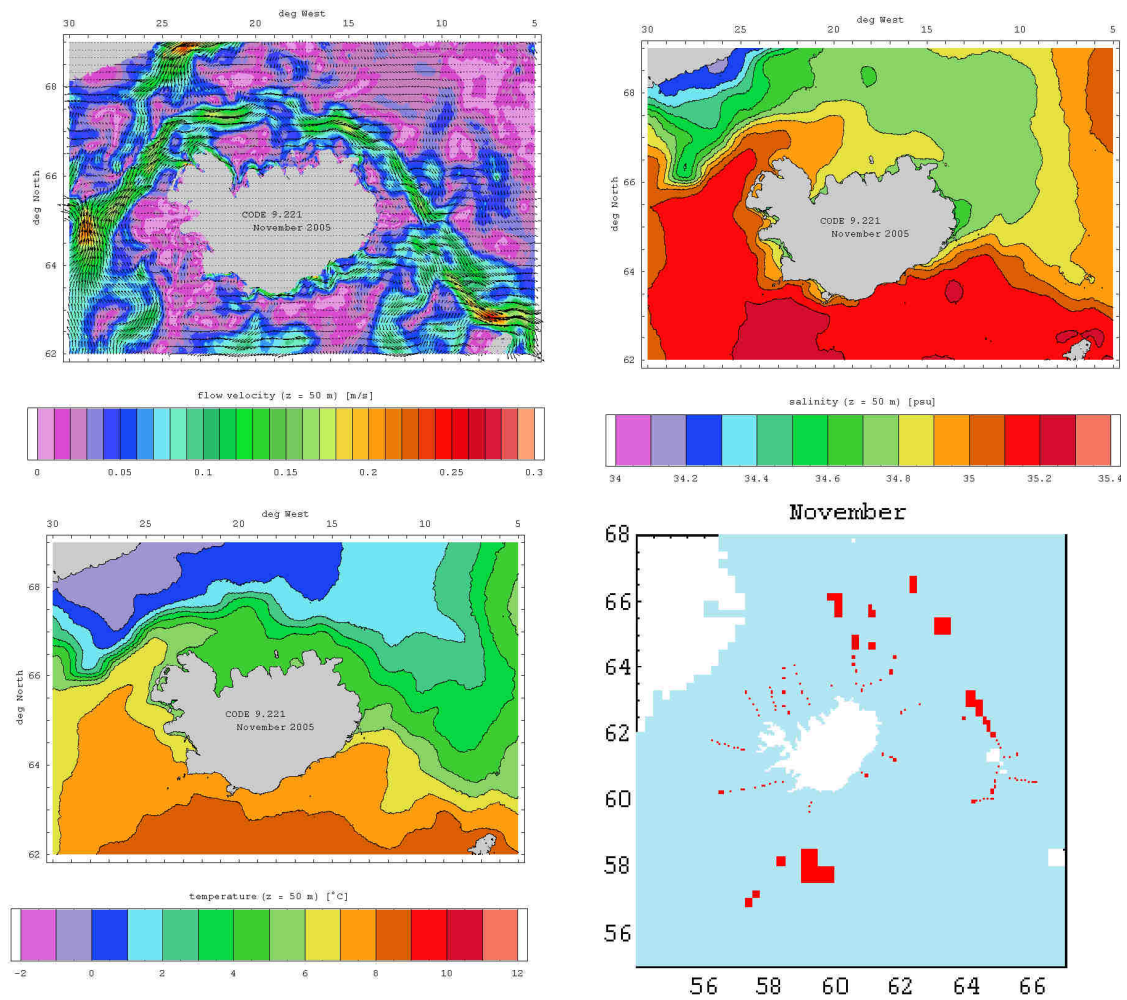 deg West
30 25 20 15 10 5
68
66
64
62
deg North
CODE 9.221
November 2005
flow velocity (z = 50 m) [m/s]
0 0.05 0.1 0.15 0.2 0.25 0.3
deg West
30 25 20 15 10 5
68
66
64
62
deg North
CODE 9.221
November 2005
salinity (z = 50 m) [psu]
34 34.2 34.4 34.6 34.8 35 35.2 35.4
deg West
30 25 20 15 10 5
68
66
64
62
deg North
CODE 9.221
November 2005
temperature (z = 50 m) [°C]
-2 0 2 4 6 8 10 12
November
68
66
64
62
60
58
56
56 58 60 62 64 66